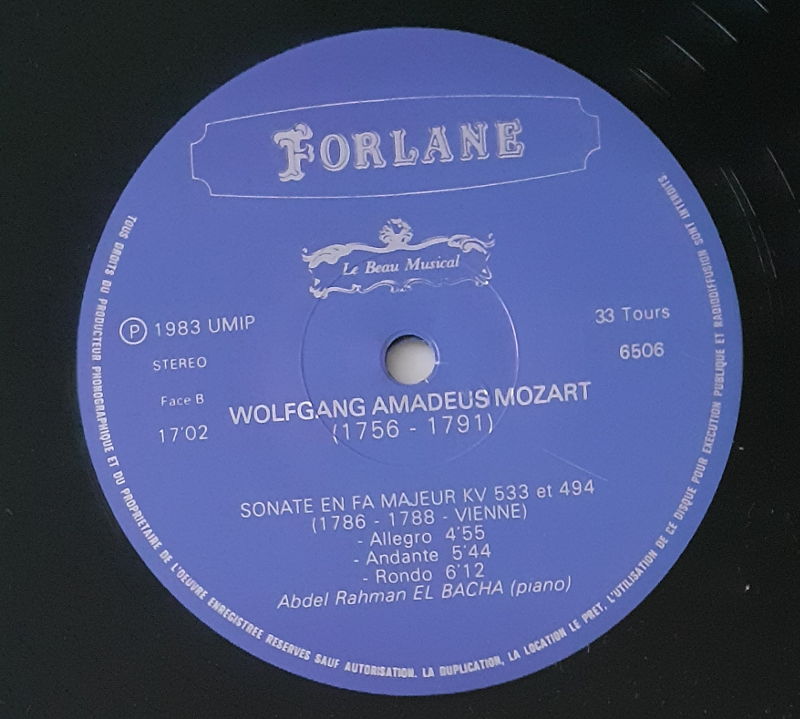 FORLANE
Le Beau Musical
℗ 1983 UMIP
33 Tours
STEREO
6506
Face B
17'02
WOLFGANG AMADEUS MOZART
(1756 - 1791)
SONATE EN FA MAJEUR KV 533 et 494
(1786 - 1788 - VIENNE)
- Allegro 4'55
- Andante 5'44
- Rondo 6'12
Abdel Rahman EL BACHA (piano)
TOUS DROITS DU PRODUCTEUR PHONOGRAPHIQUE ET DU PROPRIETAIRE DE L'OEUVRE ENREGISTREE RESERVES SAUF AUTORISATION. LA DUPLICATION, LA LOCATION LE PRET, L'UTILISATION DE CE DISQUE POUR EXECUTION PUBLIQUE ET RADIODIFFUSION SONT INTERDITS.